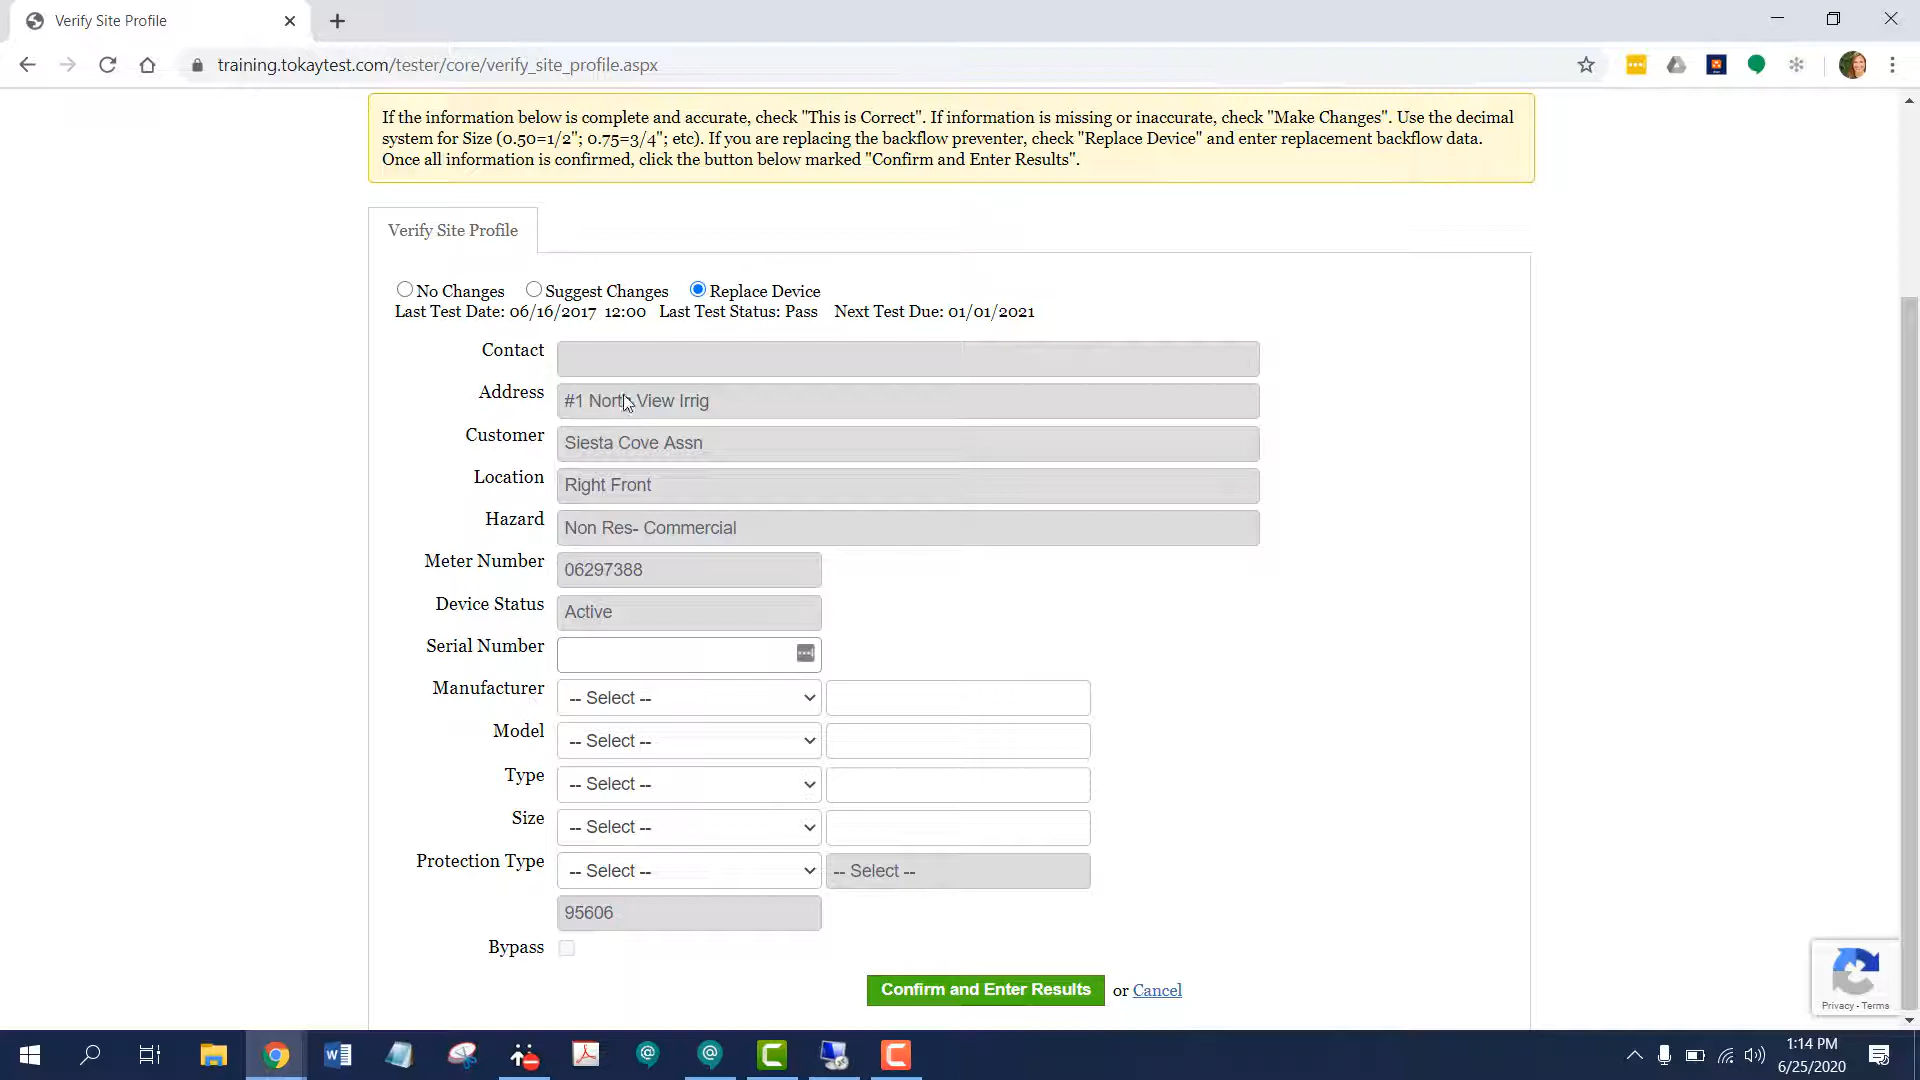 Verify Site Profile
training.tokaytest.com/tester/core/verify_site_profile.aspx
If the information below is complete and accurate, check "This is Correct". If information is missing or inaccurate, check "Make Changes". Use the decimal
system for Size (0.50=1/2"; 0.75=3/4"; etc). If you are replacing the backflow preventer, check "Replace Device" and enter replacement backflow data.
Once all information is confirmed, click the button below marked "Confirm and Enter Results".
Verify Site Profile
No Changes Suggest Changes Replace Device
Last Test Date: 06/16/2017 12:00 Last Test Status: Pass Next Test Due: 01/01/2021
Contact
Address #1 North View Irrig
Customer Siesta Cove Assn
Location Right Front
Hazard Non Res- Commercial
Meter Number 06297388
Device Status Active
Serial Number
Manufacturer -- Select --
Model -- Select --
Type -- Select --
Size -- Select --
Protection Type -- Select -- -- Select --
95606
Bypass
Confirm and Enter Results or Cancel
Privacy - Terms
1:14 PM
6/25/2020